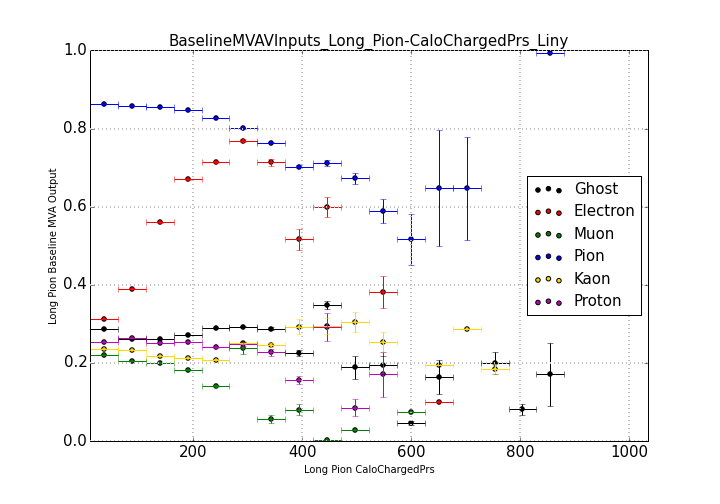 BaselineMVAVInputs_Long_Pion-CaloChargedPrs_Liny
1.0
0.8
0.6
0.4
0.2
0.0
Long Pion Baseline MVA Output
Ghost
Electron
Muon
Pion
Kaon
Proton
200 400 600 800 1000
Long Pion CaloChargedPrs